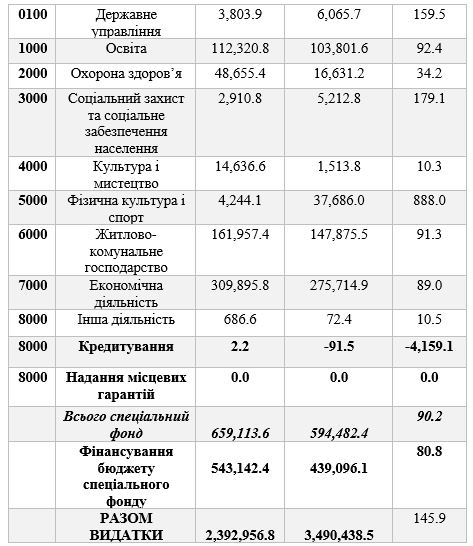 0100 Державне управління 3,803.9 6,065.7 159.5
1000 Освіта 112,320.8 103,801.6 92.4
2000 Охорона здоров’я 48,655.4 16,631.2 34.2
3000 Соціальний захист та соціальне забезпечення населення 2,910.8 5,212.8 179.1
4000 Культура і мистецтво 14,636.6 1,513.8 10.3
5000 Фізична культура і спорт 4,244.1 37,686.0 888.0
6000 Житлово-комунальне господарство 161,957.4 147,875.5 91.3
7000 Економічна діяльність 309,895.8 275,714.9 89.0
8000 Інша діяльність 686.6 72.4 10.5
8000 Кредитування 2.2 -91.5 -4,159.1
8000 Надання місцевих гарантій 0.0 0.0 0.0
Всього спеціальний фонд 659,113.6 594,482.4 90.2
Фінансування бюджету спеціального фонду 543,142.4 439,096.1 80.8
РАЗОМ ВИДАТКИ 2,392,956.8 3,490,438.5 145.9